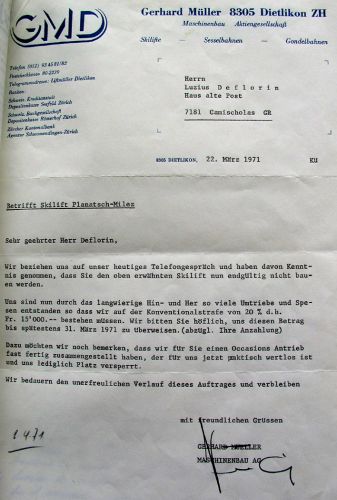 GMD
Gerhard Müller 8305 Dietlikon ZH
Maschinenbau Aktiengesellschaft
Skilifte — Sesselbahnen — Gondelbahnen
Telefon (051) 93 45 81/82
Postcheckkonto 80-2379
Telegrammadresse: Liftmüller Dietlikon
Banken:
Schweiz. Kreditanstalt
Depositenkasse Seefeld Zürich
Schweiz. Bankgesellschaft
Depositenkasse Römerhof Zürich
Zürcher Kantonalbank
Agentur Schwamendingen-Zürich
Herrn
Luzius Deflorin
Haus alte Post
7181 Camischolas GR
8305 DIETLIKON, 22. März 1971 KU
Betrifft Skilift Planatsch-Milez
Sehr geehrter Herr Deflorin,
Wir beziehen uns auf unser heutiges Telefongespräch und haben davon Kennt-
nis genommen, dass Sie den oben erwähnten Skilift nun endgültig nicht bau-
en werden.
Uns sind nun durch das langwierige Hin- und Her so viele Umtriebe und Spe-
sen entstanden so dass wir auf der Konventionalstrafe von 20 % d.h.
Fr. 15'000.-- bestehen müssen. Wir bitten Sie höflich, uns diesen Betrag
bis spätestens 31. März 1971 zu überweisen. (abzügl. Ihre Anzahlung)
Dazu möchten wir noch bemerken, dass wir für Sie einen Occasions Antrieb
fast fertig zusammengestellt haben, der für uns jetzt praktisch wertlos ist
und uns lediglich Platz versperrt.
Wir bedauern den unerfreulichen Verlauf dieses Auftrages und verbleiben
mit freundlichen Grüssen
GERHARD MUELLER
MASCHINENBAU AG